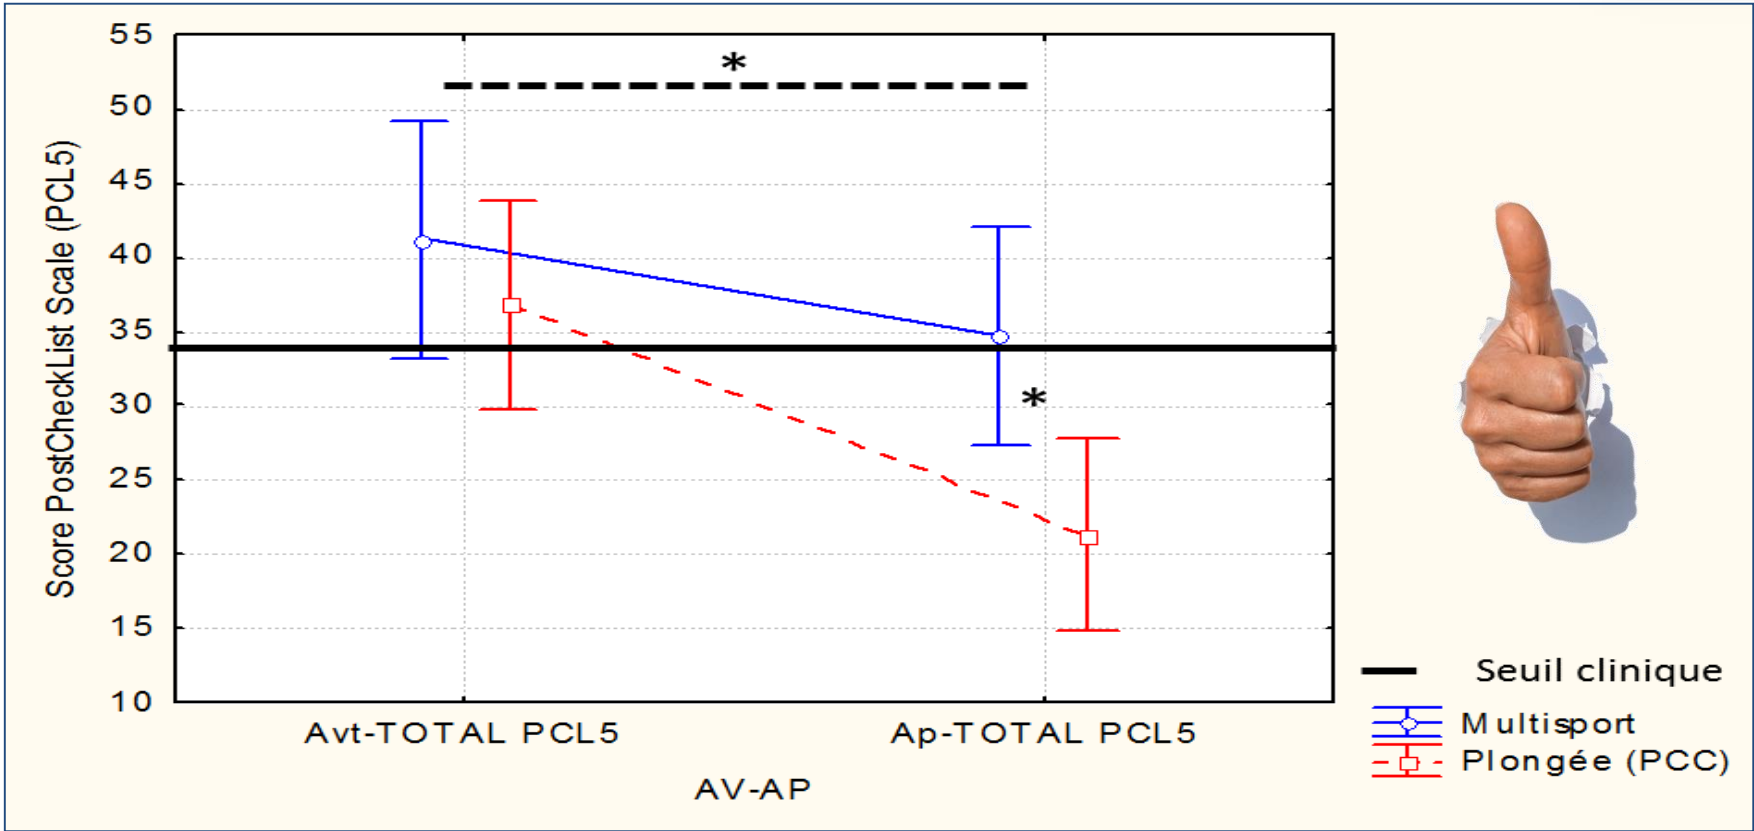 Score PostCheckList Scale (PCL5)
55
50
45
40
35
30
25
20
15
10
*
*
Avt-TOTAL PCL5
Ap-TOTAL PCL5
AV-AP
Seuil clinique
Multisport
Plongée (PCC)